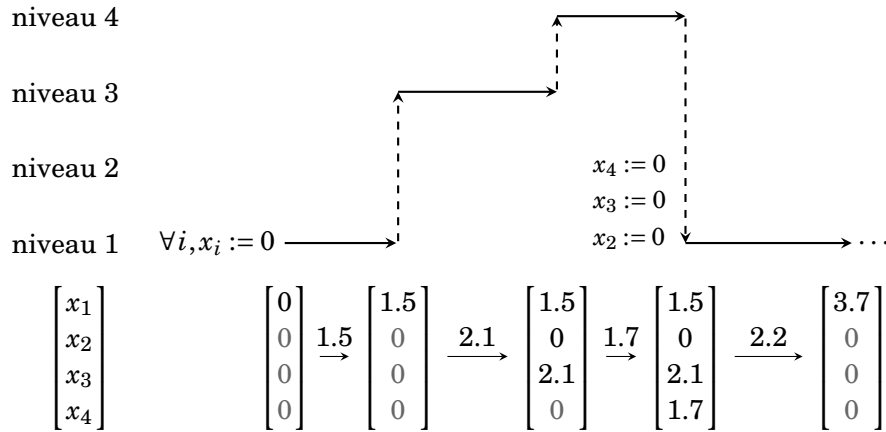 niveau 4
niveau 3
niveau 2
x₄ := 0
x₃ := 0
niveau 1 ∀i, xᵢ := 0 x₂ := 0 ...
x₁ 0 1.5 1.5 1.5 3.7
1.5 2.1 1.7 2.2
x₂ 0 0 0 0 0
x₃ 0 0 2.1 2.1 0
x₄ 0 0 0 1.7 0